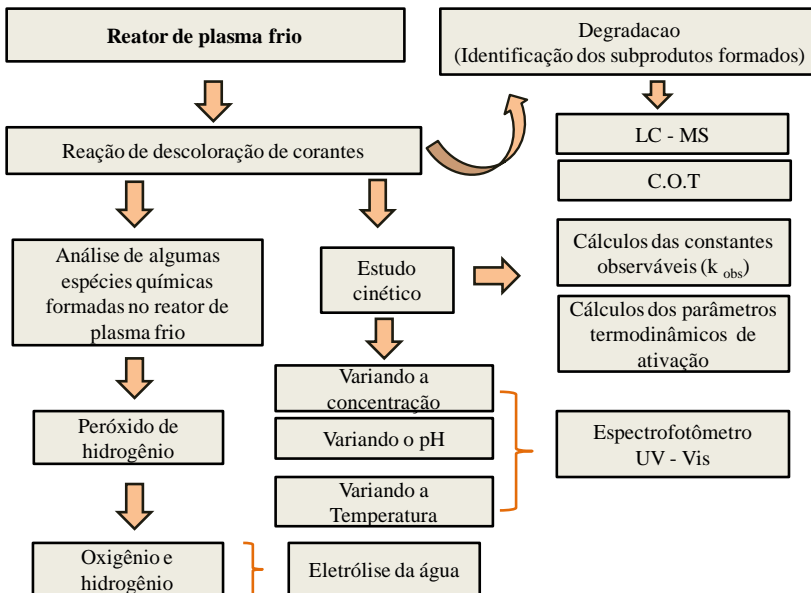 Reator de plasma frio
Degradacao
(Identificação dos subprodutos formados)
Reação de descoloração de corantes
LC - MS
C.O.T
Análise de algumas
espécies químicas
formadas no reator de
plasma frio
Estudo
cinético
Cálculos das constantes
observáveis (k obs)
Cálculos dos parâmetros
termodinâmicos de
ativação
Variando a
concentração
Variando o pH
Variando a
Temperatura
Espectrofotômetro
UV - Vis
Peróxido de
hidrogênio
Oxigênio e
hidrogênio
Eletrólise da água